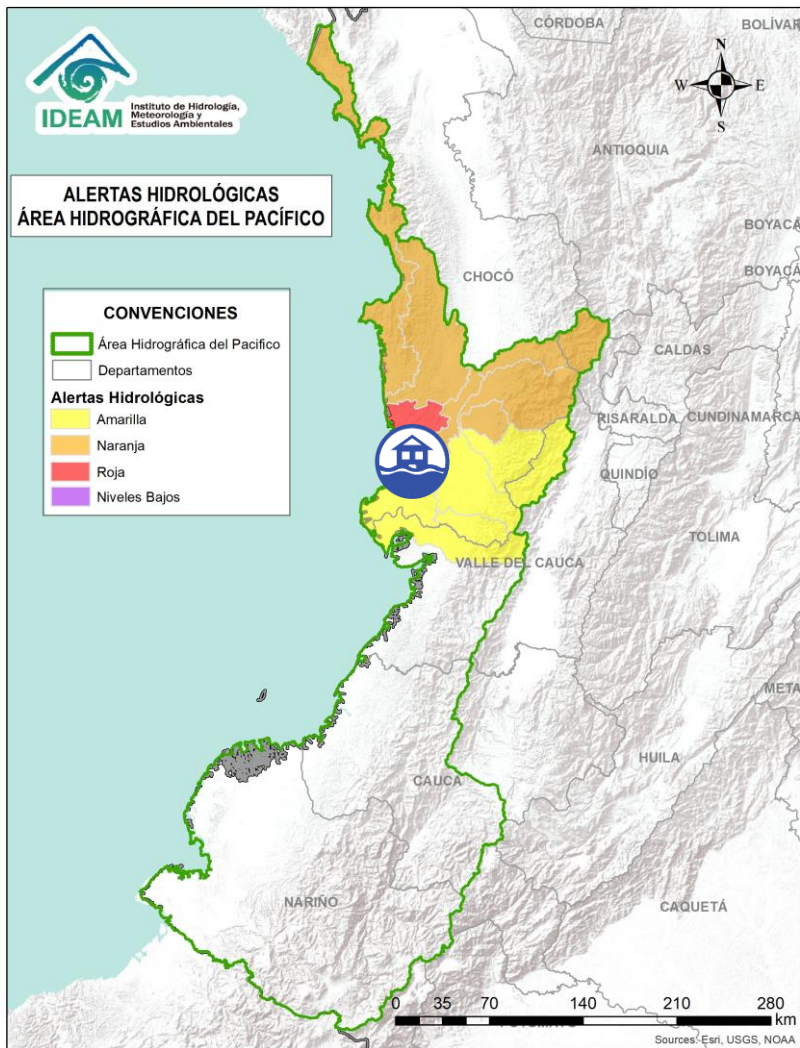 IDEAM
Instituto de Hidrología,
Meteorología y
Estudios Ambientales
ALERTAS HIDROLÓGICAS
ÁREA HIDROGRÁFICA DEL PACÍFICO
CONVENCIONES
Área Hidrográfica del Pacifico
Departamentos
Alertas Hidrológicas
Amarilla
Naranja
Roja
Niveles Bajos
N
W
E
S
CÓRDOBA
BOLÍVAR
ANTIOQUIA
BOYACÁ
BOYACÁ
CHOCÓ
CALDAS
RISARALDA
CUNDINAMARCA
QUINDÍO
TOLIMA
VALLE DEL CAUCA
META
HUILA
CAUCA
NARIÑO
CAQUETÁ
0 35 70 140 210 280
km
Sources: Esri, USGS, NOAA